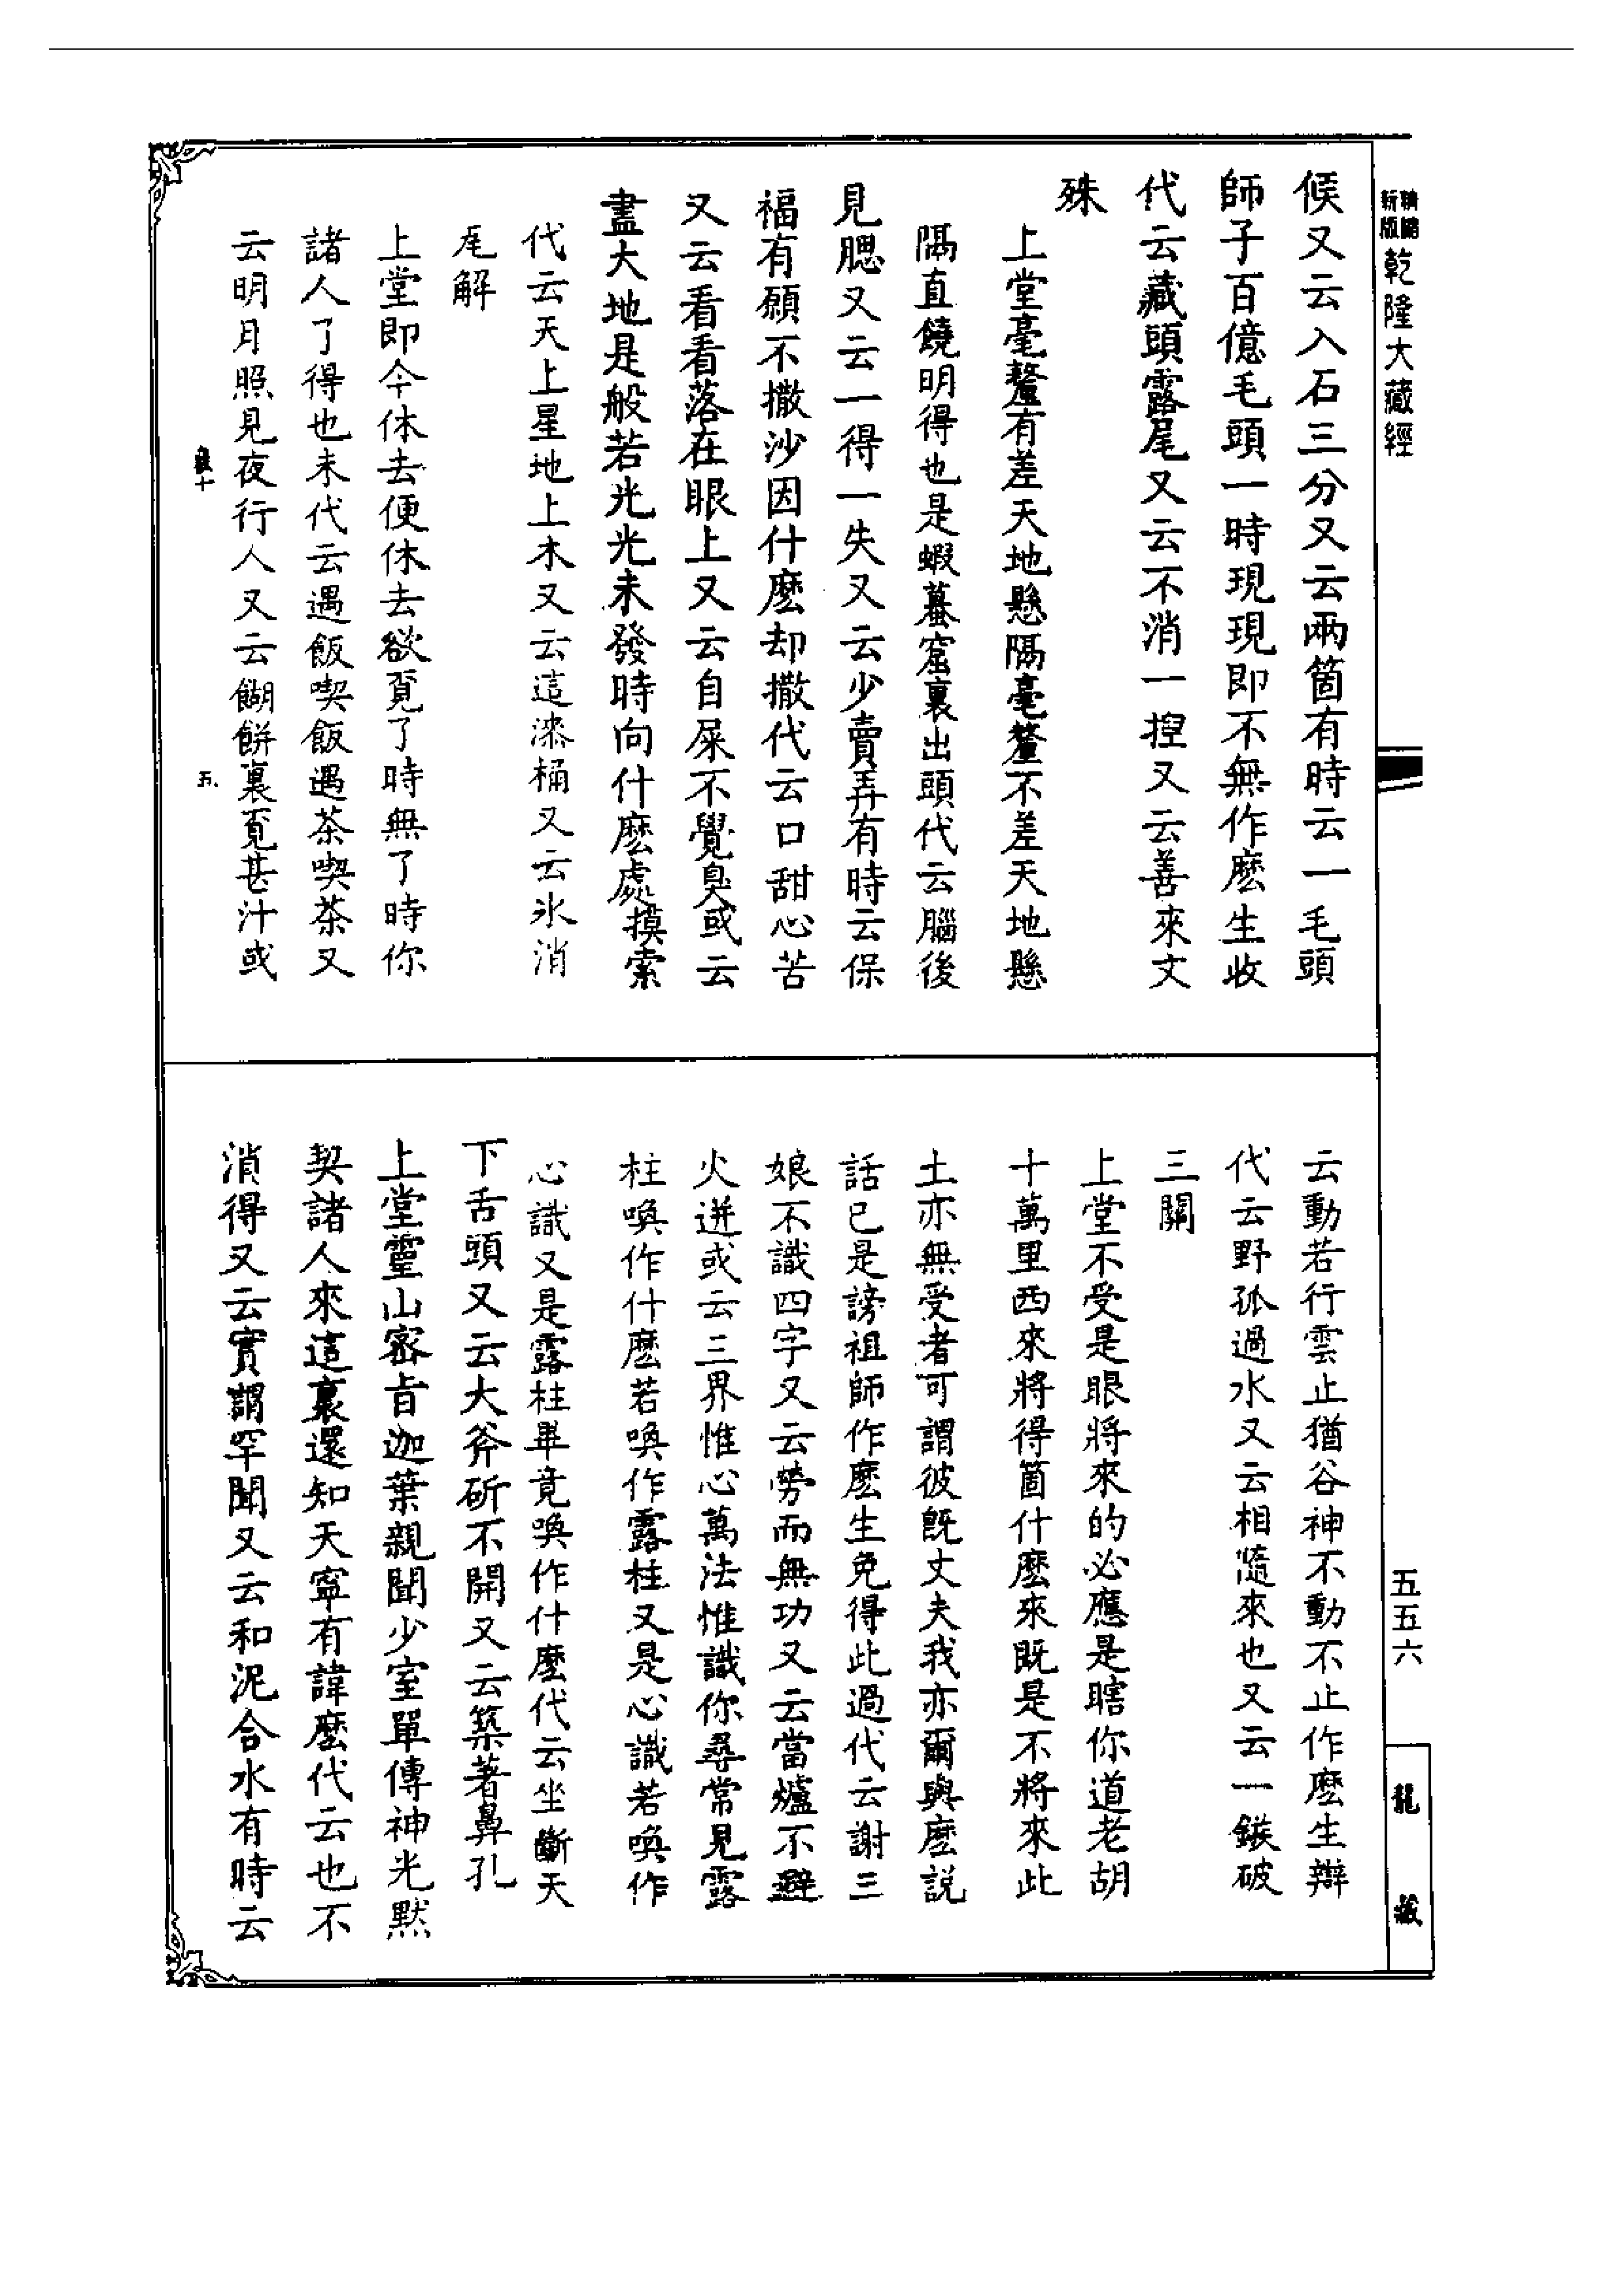 新版
乾隆大藏經
候又云入石三分又云兩箇有時云一毛頭
師子百億毛頭一時現現即不無作麽生收
代云藏頭露尾又云不消一揑又云善來文
殊
上堂毫釐有差天地懸隔毫釐不差天地懸
隔直饒明得也是蝦蟇窟裏出頭代云腦後
見腮又云一得一失又云少賣弄有時云保
福有願不撒沙因什麽却撒代云口甜心苦
又云看看落在眼上又云自屎不覺臭或云
盡大地是般若光光未發時向什麽處摸索
代云天上星地上木又云這漆桶又云氷消
尾解
上堂即今休去便休去欲覔了時無了時你
諸人了得也未代云遇飯喫飯遇茶喫茶又
云明月照見夜行人又云餬餅裏覔甚汁或
五
云動若行雲止猶谷神不動不止作麽生辯
代云野孤過水又云相隨來也又云一鏃破
三關
上堂不受是眼將來的必應是瞎你道老胡
十萬里西來將得箇什麽來既是不將來此
土亦無受者可謂彼既丈夫我亦爾與麽説
話已是謗祖師作麽生免得此過代云謝三
娘不識四字又云勞而無功又云當爐不避
火迸或云三界惟心萬法惟識你尋常見露
柱喚作什麽若喚作露柱又是心識若喚作
心識又是露柱畢竟喚作什麽代云坐斷天
下舌頭又云大斧斫不開又云築著鼻孔
上堂靈山密旨迦葉親聞少室單傳神光默
契諸人來這裏還知天寧有諱麽代云也不
消得又云實謂罕聞又云和泥合水有時云
五五六
龍藏